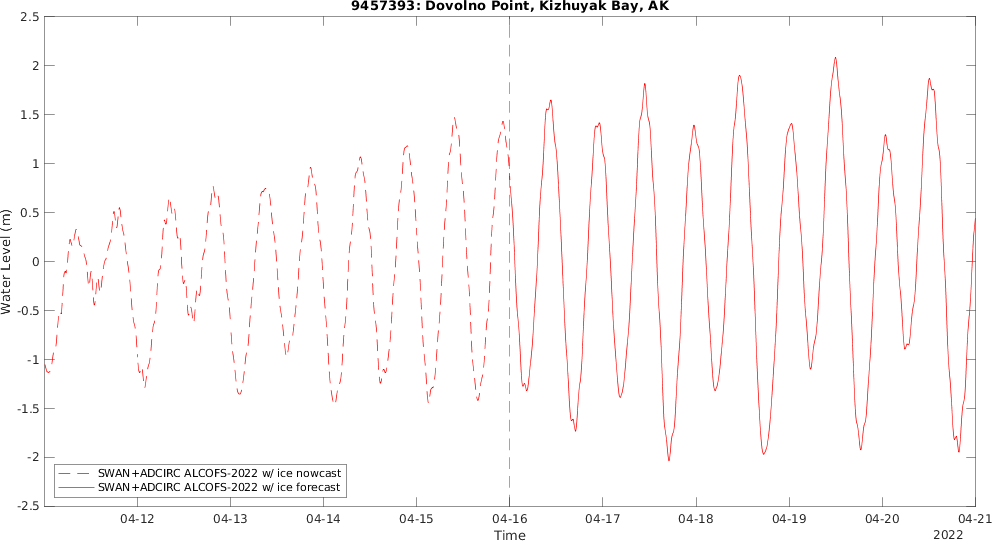 9457393: Dovolno Point, Kizhuyak Bay, AK
2.5
2
1.5
1
0.5
0
-0.5
-1
-1.5
-2
-2.5
Water Level (m)
SWAN+ADCIRC ALCOFS-2022 w/ ice nowcast
SWAN+ADCIRC ALCOFS-2022 w/ ice forecast
04-12 04-13 04-14 04-15 04-16 04-17 04-18 04-19 04-20 04-21
Time
2022